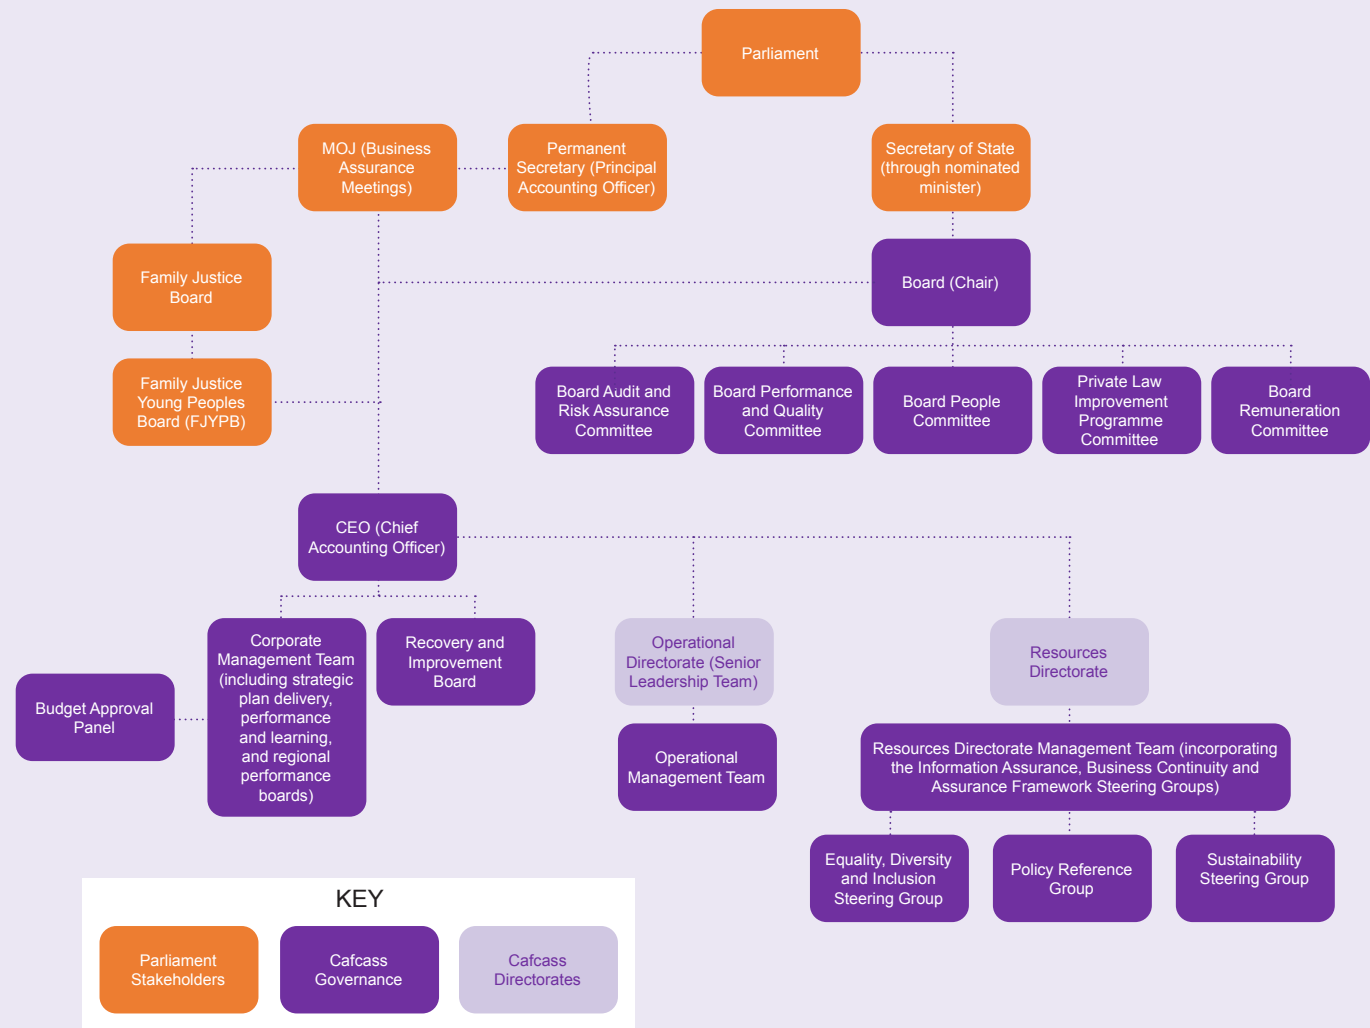 Parliament
MOJ (Business
Assurance
Meetings)
Permanent
Secretary (Principal
Accounting Officer)
Secretary of State
(through nominated
minister)
Family Justice
Board
Board (Chair)
Family Justice
Young Peoples
Board (FJYPB)
Board Audit and
Risk Assurance
Committee
Board Performance
and Quality
Committee
Board People
Committee
Private Law
Improvement
Programme
Committee
Board
Remuneration
Committee
CEO (Chief
Accounting Officer)
Budget Approval
Panel
Corporate
Management Team
(including strategic
plan delivery,
performance
and learning,
and regional
performance
boards)
Recovery and
Improvement
Board
Operational
Directorate (Senior
Leadership Team)
Resources
Directorate
Operational
Management Team
Resources Directorate Management Team (incorporating
the Information Assurance, Business Continuity and
Assurance Framework Steering Groups)
Equality, Diversity
and Inclusion
Steering Group
Policy Reference
Group
Sustainability
Steering Group
KEY
Parliament
Stakeholders
Cafcass
Governance
Cafcass
Directorates